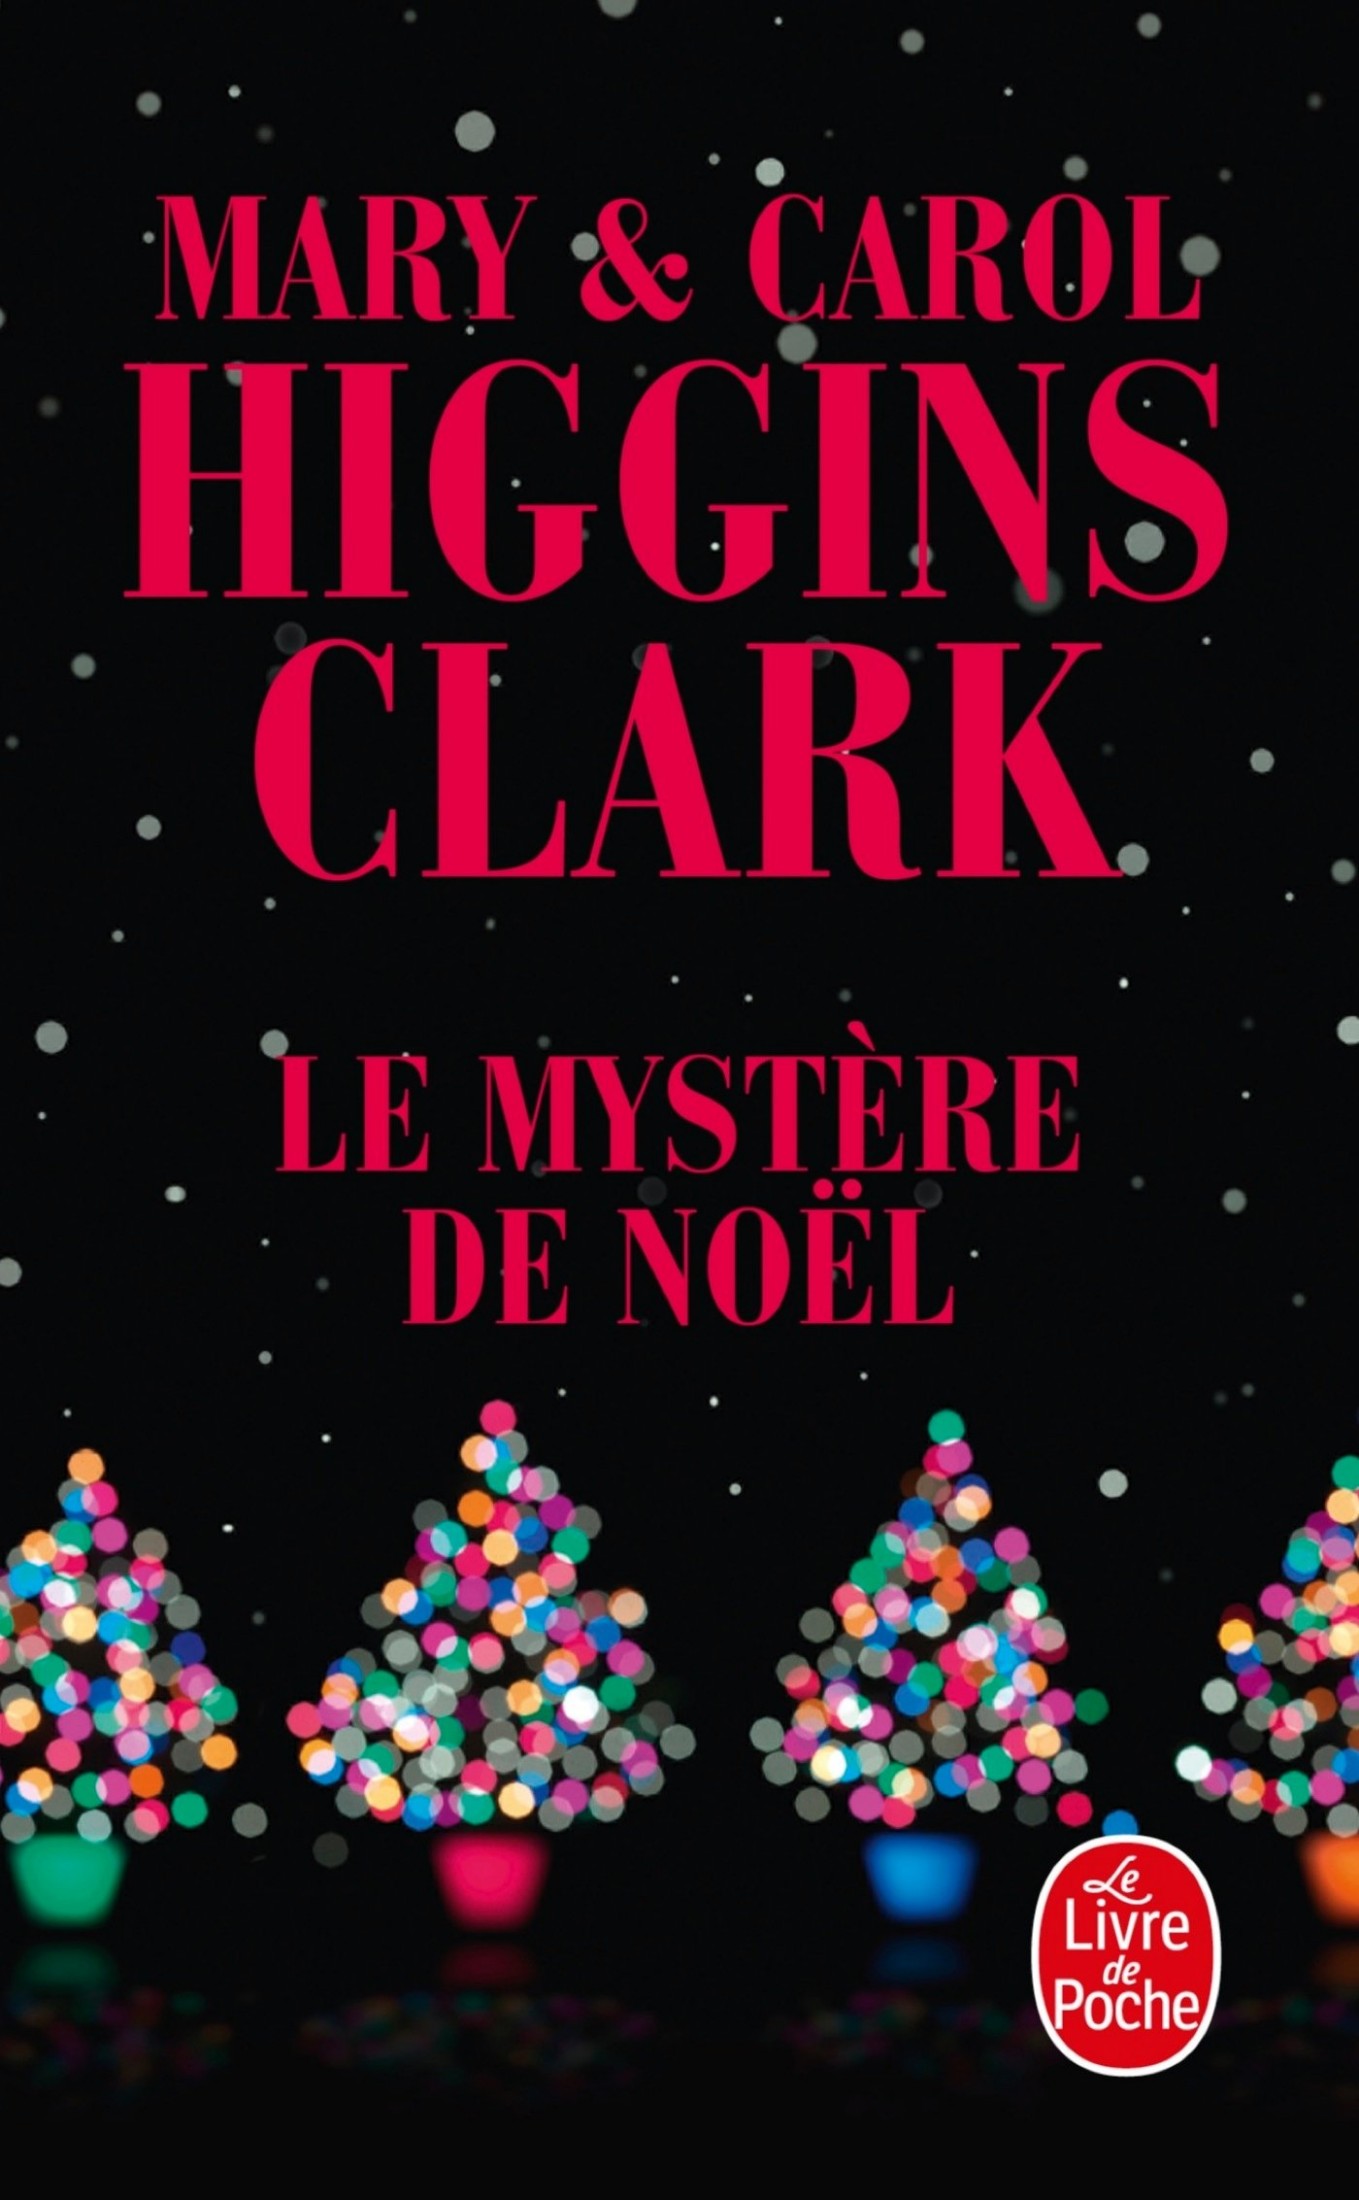 MARY & CAROL
HIGGINS
CLARK
LE MYSTÈRE
DE NOËL
Le
Livre
de
Poche